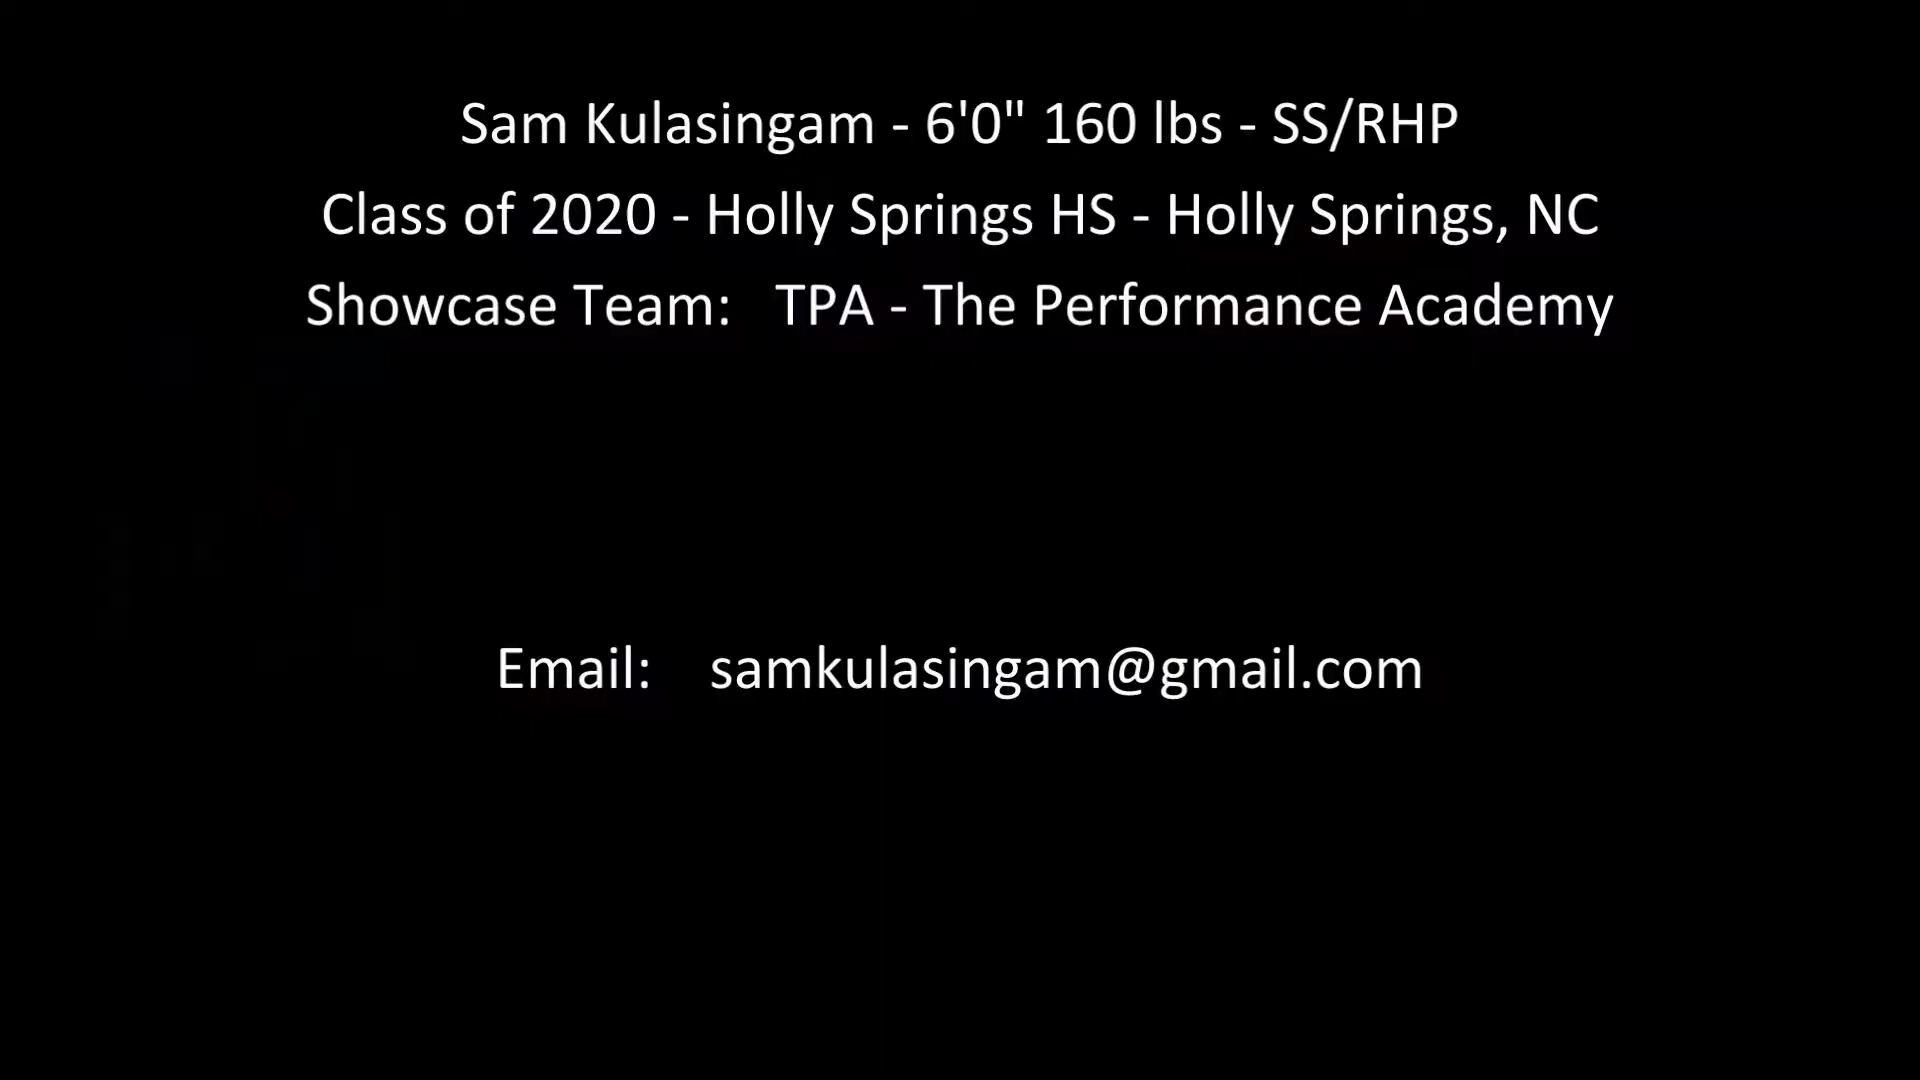 Sam Kulasingam - 6'0" 160 lbs - SS/RHP
Class of 2020 - Holly Springs HS - Holly Springs, NC
Showcase Team: TPA - The Performance Academy
Email: samkulasingam@gmail.com